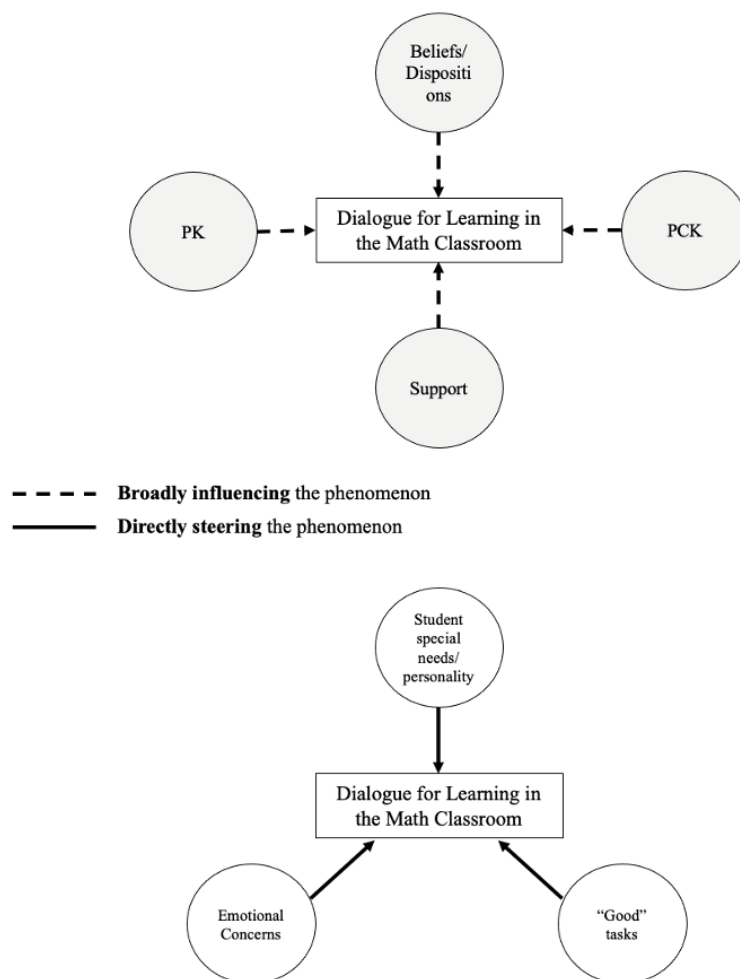 Beliefs/
Dispositi
ons
PK
Dialogue for Learning in
the Math Classroom
PCK
Support
Broadly influencing the phenomenon
Directly steering the phenomenon
Student
special
needs/
personality
Dialogue for Learning in
the Math Classroom
Emotional
Concerns
“Good”
tasks